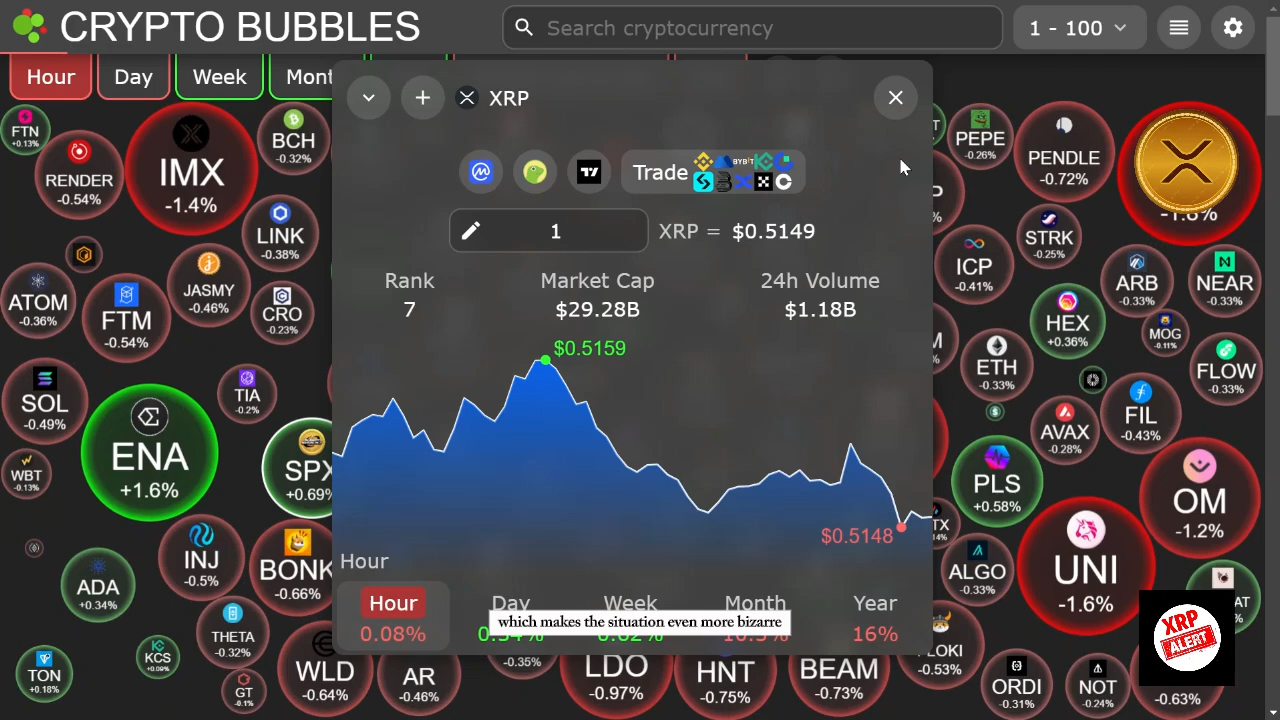 CRYPTO BUBBLES
Search cryptocurrency
1 - 100
Hour
Day
Week
XRP
Trade
BYBIT
1
XRP = $0.5149
Rank
Market Cap
24h Volume
7
$29.28B
$1.18B
$0.5159
$0.5148
Hour
Hour
Day
Week
Month
Year
0.08%
16%
which makes the situation even more bizarre
FTN
+0.13%
RENDER
-0.54%
IMX
-1.4%
BCH
-0.32%
LINK
-0.38%
ATOM
-0.36%
FTM
-0.54%
JASMY
-0.46%
CRO
-0.23%
SOL
-0.49%
ENA
+1.6%
TIA
-0.2%
SPX
+0.69%
WBT
-0.13%
INJ
-0.5%
BONK
-0.66%
ADA
+0.34%
THETA
-0.32%
KCS
+0.09%
TON
+0.18%
GT
-0.1%
WLD
-0.64%
AR
-0.46%
-0.35%
LDO
-0.97%
HNT
-0.75%
BEAM
-0.73%
PEPE
-0.26%
PENDLE
-0.72%
STRK
-0.25%
ICP
-0.41%
ARB
-0.33%
NEAR
-0.33%
HEX
+0.36%
MOG
-0.11%
ETH
-0.33%
FLOW
-0.33%
FIL
-0.43%
AVAX
-0.28%
PLS
+0.58%
OM
-1.2%
UNI
-1.6%
ALGO
-0.33%
-0.53%
ORDI
-0.31%
NOT
-0.24%
-0.63%
XRP
ALERT